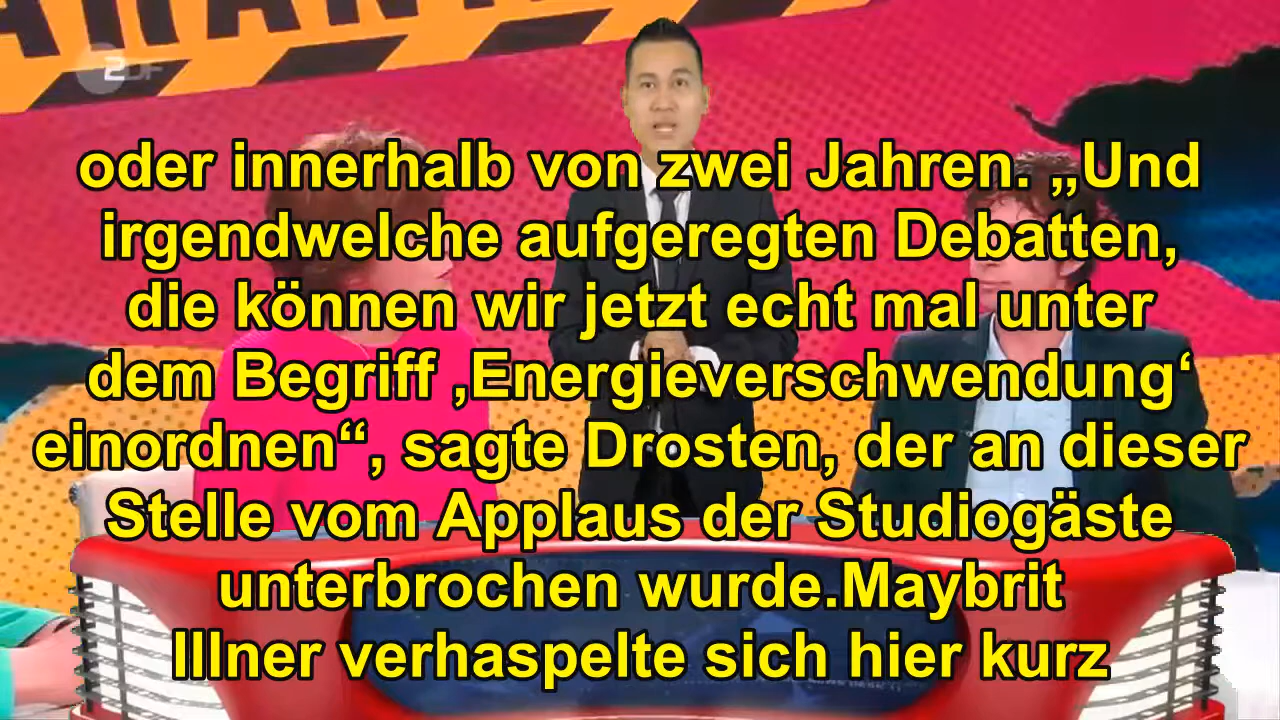 ZDF
oder innerhalb von zwei Jahren. „Und
irgendwelche aufgeregten Debatten,
die können wir jetzt echt mal unter
dem Begriff ‚Energieverschwendung‘
einordnen“, sagte Drosten, der an dieser
Stelle vom Applaus der Studiogäste
unterbrochen wurde.Maybrit
Illner verhaspelte sich hier kurz